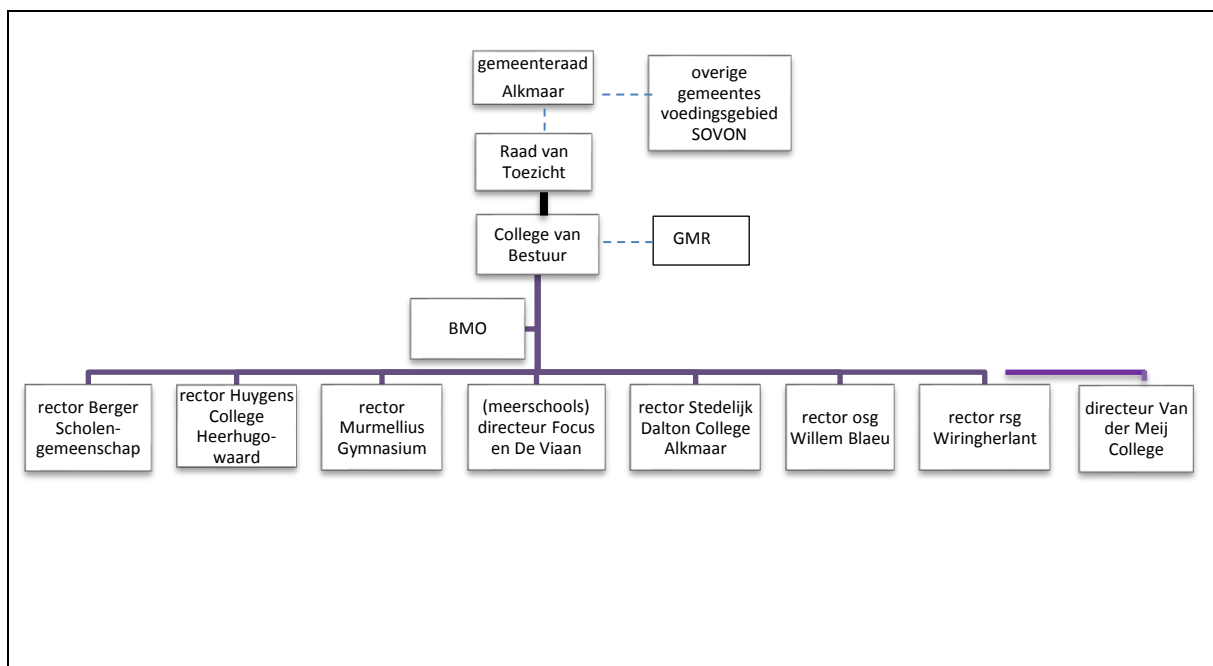 gemeenteraad
Alkmaar
overige
gemeentes
voedingsgebied
SOVON
Raad van
Toezicht
College van
Bestuur
GMR
BMO
rector Berger
Scholen-
gemeenschap
rector Huygens
College
Heerhugo-
waard
rector
Murmellius
Gymnasium
(meerschools)
directeur Focus
en De Viaan
rector Stedelijk
Dalton College
Alkmaar
rector osg
Willem Blaeu
rector rsg
Wiringherlant
directeur Van
der Meij
College